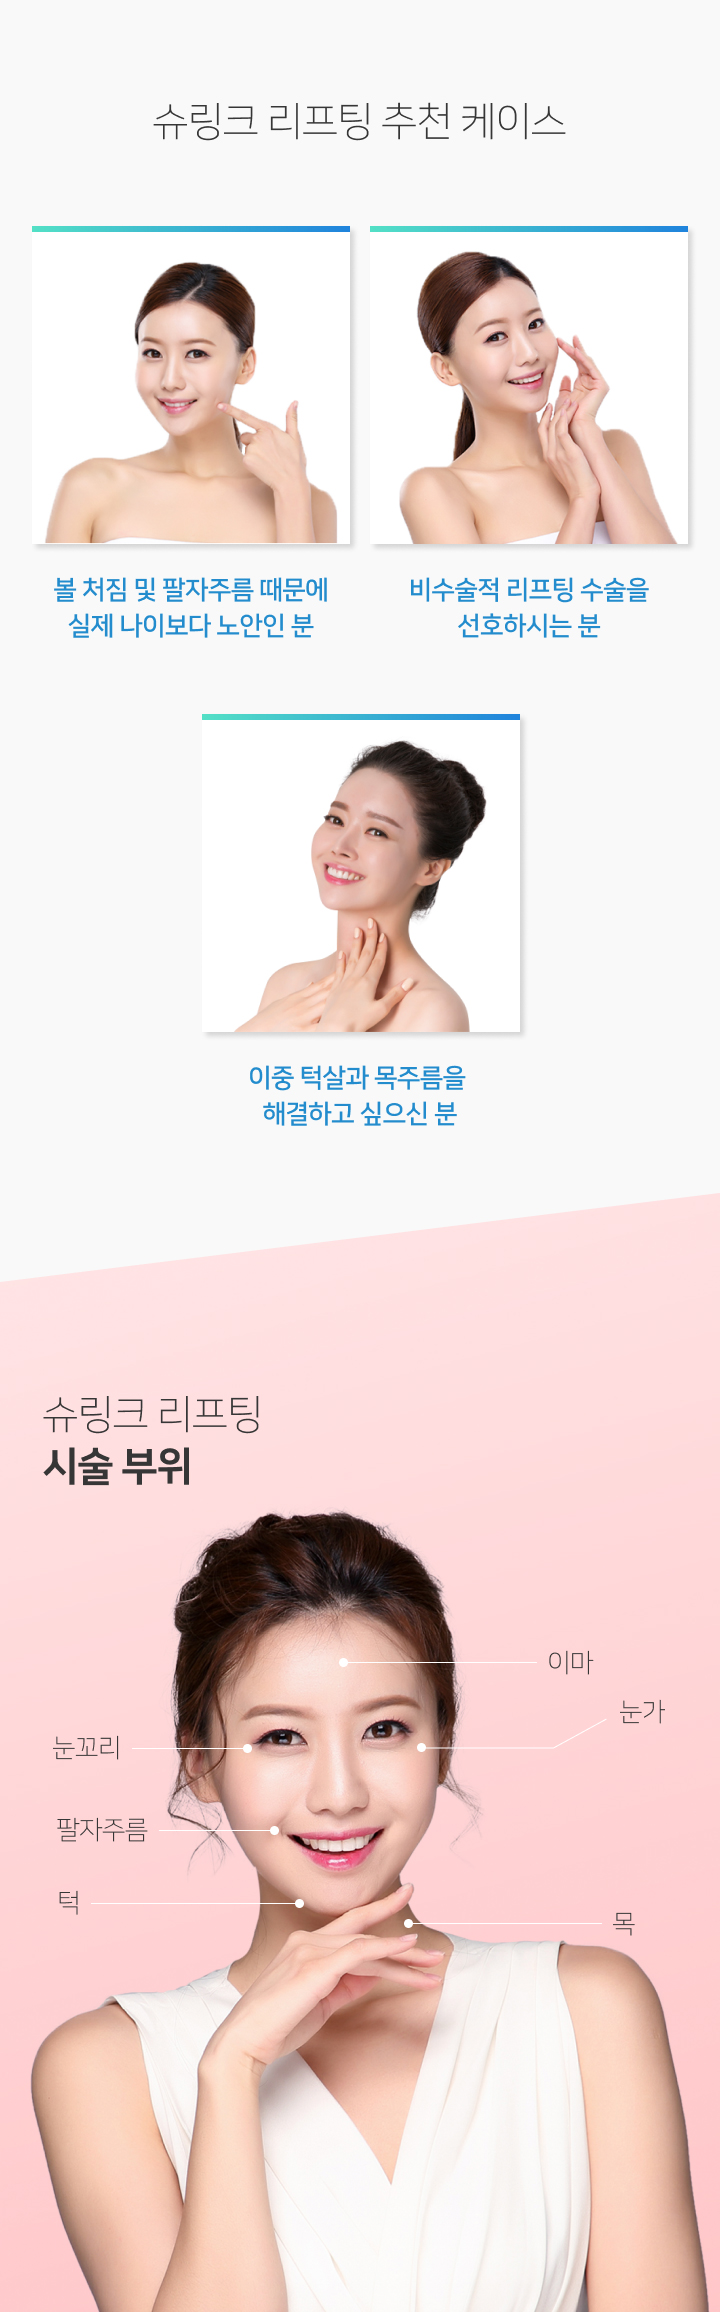 슈링크 리프팅 추천 케이스
볼 처짐 및 팔자주름 때문에
실제 나이보다 노안인 분
비수술적 리프팅 수술을
선호하시는 분
이중 턱살과 목주름을
해결하고 싶으신 분
슈링크 리프팅
시술 부위
이마
눈가
눈꼬리
팔자주름
턱
목